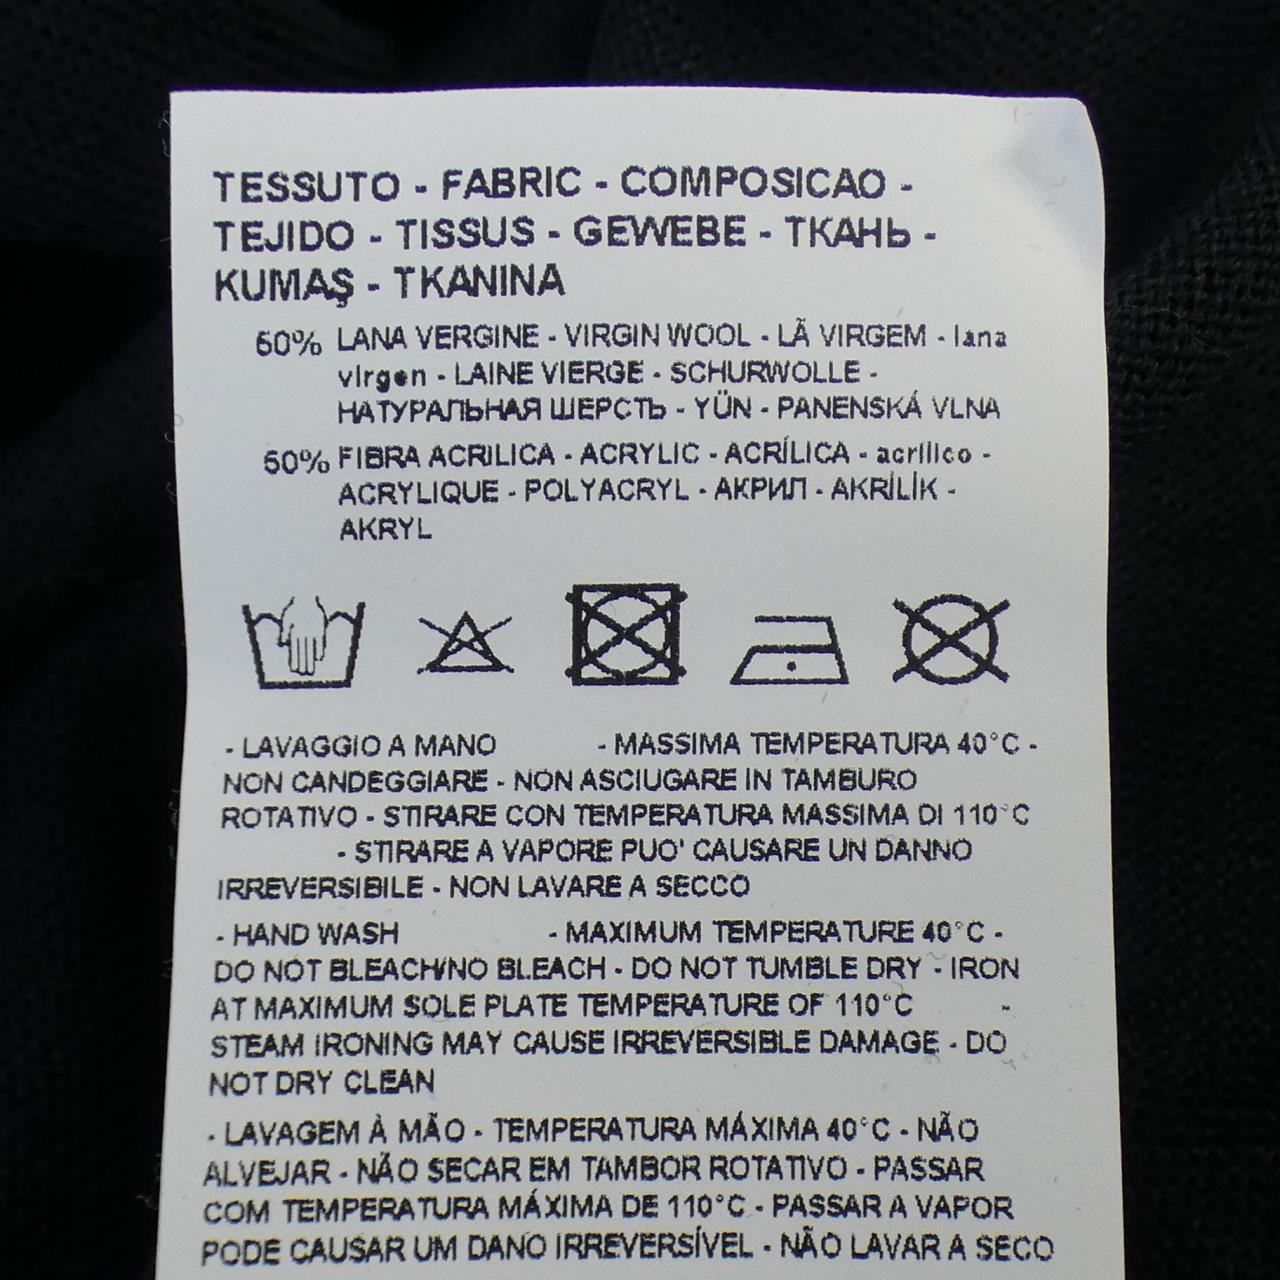 TESSUTO - FABRIC - COMPOSICAO -
TEJIDO - TISSUS - GEWEBE - ТКАНЬ -
KUMAŞ - TKANINA
50% LANA VERGINE - VIRGIN WOOL - LÃ VIRGEM - lana
virgen - LAINE VIERGE - SCHURWOLLE -
НАТУРАЛЬНАЯ ШЕРСТЬ - YÜN - PANENSKÁ VLNA
50% FIBRA ACRILICA - ACRYLIC - ACRÍLICA - acrílico -
ACRYLIQUE - POLYACRYL - АКРИЛ - AKRİLİK -
AKRYL
- LAVAGGIO A MANO - MASSIMA TEMPERATURA 40°C -
NON CANDEGGIARE - NON ASCIUGARE IN TAMBURO
ROTATIVO - STIRARE CON TEMPERATURA MASSIMA DI 110°C
- STIRARE A VAPORE PUO' CAUSARE UN DANNO
IRREVERSIBILE - NON LAVARE A SECCO
- HAND WASH - MAXIMUM TEMPERATURE 40°C -
DO NOT BLEACH/NO BLEACH - DO NOT TUMBLE DRY - IRON
AT MAXIMUM SOLE PLATE TEMPERATURE OF 110°C -
STEAM IRONING MAY CAUSE IRREVERSIBLE DAMAGE - DO
NOT DRY CLEAN
- LAVAGEM À MÃO - TEMPERATURA MÁXIMA 40°C - NÃO
ALVEJAR - NÃO SECAR EM TAMBOR ROTATIVO - PASSAR
COM TEMPERATURA MÁXIMA DE 110°C - PASSAR A VAPOR
PODE CAUSAR UM DANO IRREVERSÍVEL - NÃO LAVAR A SECO